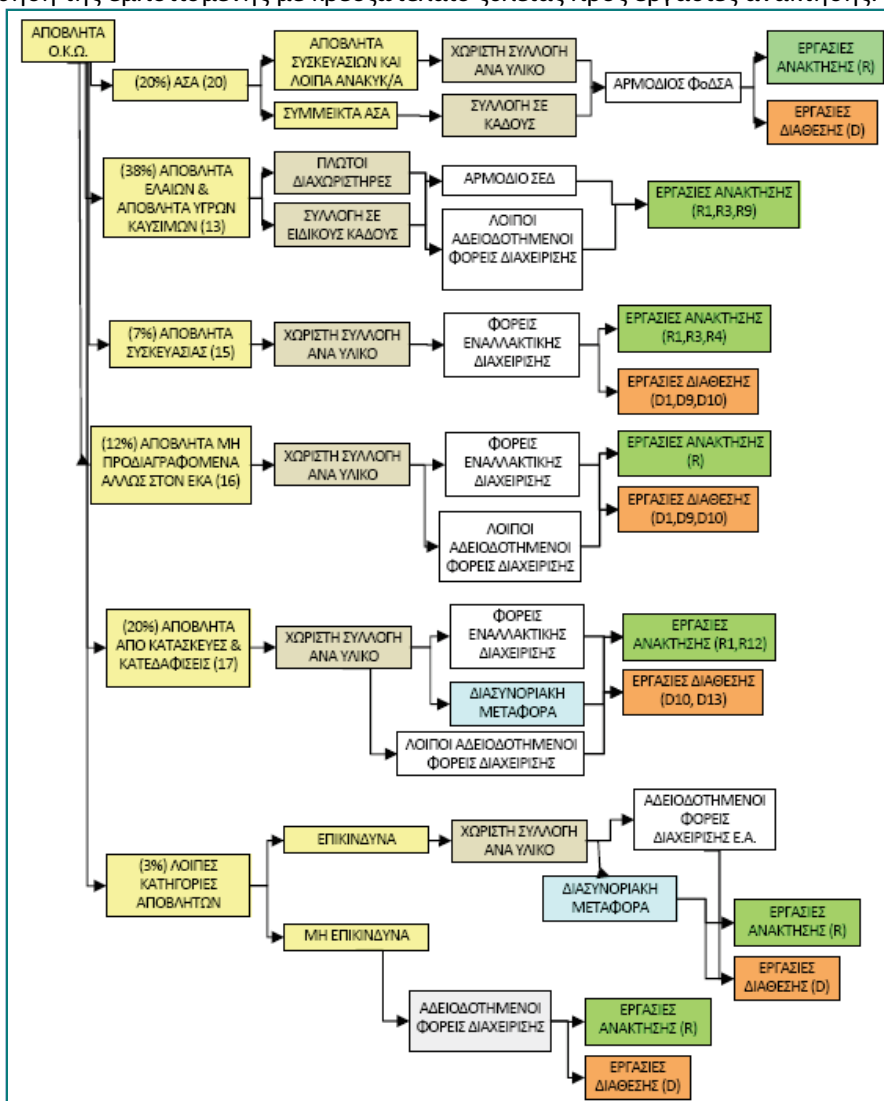 ΑΠΟΒΛΗΤΑ
Ο.Κ.Ω.
(20%) ΑΣΑ (20)
ΑΠΟΒΛΗΤΑ
ΣΥΣΚΕΥΑΣΙΩΝ ΚΑΙ
ΛΟΙΠΑ ΑΝΑΚΥΚ/Α
ΧΩΡΙΣΤΗ ΣΥΛΛΟΓΗ
ΑΝΑ ΥΛΙΚΟ
ΣΥΜΜΕΙΚΤΑ ΑΣΑ
ΣΥΛΛΟΓΗ ΣΕ
ΚΑΔΟΥΣ
ΑΡΜΟΔΙΟΣ ΦοΔΣΑ
ΕΡΓΑΣΙΕΣ
ΑΝΑΚΤΗΣΗΣ (R)
ΕΡΓΑΣΙΕΣ
ΔΙΑΘΕΣΗΣ (D)
(38%) ΑΠΟΒΛΗΤΑ
ΕΛΑΙΩΝ &
ΑΠΟΒΛΗΤΑ ΥΓΡΩΝ
ΚΑΥΣΙΜΩΝ (13)
ΠΛΩΤΟΙ
ΔΙΑΧΩΡΙΣΤΗΡΕΣ
ΣΥΛΛΟΓΗ ΣΕ
ΕΙΔΙΚΟΥΣ ΚΑΔΟΥΣ
ΑΡΜΟΔΙΟ ΣΕΔ
ΛΟΙΠΟΙ
ΑΔΕΙΟΔΟΤΗΜΕΝΟΙ
ΦΟΡΕΙΣ ΔΙΑΧΕΙΡΙΣΗΣ
ΕΡΓΑΣΙΕΣ ΑΝΑΚΤΗΣΗΣ
(R1,R3,R9)
(7%) ΑΠΟΒΛΗΤΑ
ΣΥΣΚΕΥΑΣΙΑΣ (15)
ΧΩΡΙΣΤΗ ΣΥΛΛΟΓΗ
ΑΝΑ ΥΛΙΚΟ
ΦΟΡΕΙΣ
ΕΝΑΛΛΑΚΤΙΚΗΣ
ΔΙΑΧΕΙΡΙΣΗΣ
ΕΡΓΑΣΙΕΣ ΑΝΑΚΤΗΣΗΣ
(R1,R3,R4)
ΕΡΓΑΣΙΕΣ ΔΙΑΘΕΣΗΣ
(D1,D9,D10)
(12%) ΑΠΟΒΛΗΤΑ ΜΗ
ΠΡΟΔΙΑΓΡΑΦΟΜΕΝΑ
ΑΛΛΩΣ ΣΤΟΝ ΕΚΑ (16)
ΧΩΡΙΣΤΗ ΣΥΛΛΟΓΗ
ΑΝΑ ΥΛΙΚΟ
ΦΟΡΕΙΣ
ΕΝΑΛΛΑΚΤΙΚΗΣ
ΔΙΑΧΕΙΡΙΣΗΣ
ΛΟΙΠΟΙ
ΑΔΕΙΟΔΟΤΗΜΕΝΟΙ
ΦΟΡΕΙΣ ΔΙΑΧΕΙΡΙΣΗΣ
ΕΡΓΑΣΙΕΣ ΑΝΑΚΤΗΣΗΣ
(R)
ΕΡΓΑΣΙΕΣ ΔΙΑΘΕΣΗΣ
(D1,D9,D10)
(20%) ΑΠΟΒΛΗΤΑ
ΑΠΟ ΚΑΤΑΣΚΕΥΕΣ &
ΚΑΤΕΔΑΦΙΣΕΙΣ (17)
ΧΩΡΙΣΤΗ ΣΥΛΛΟΓΗ
ΑΝΑ ΥΛΙΚΟ
ΦΟΡΕΙΣ
ΕΝΑΛΛΑΚΤΙΚΗΣ
ΔΙΑΧΕΙΡΙΣΗΣ
ΔΙΑΣΥΝΟΡΙΑΚΗ
ΜΕΤΑΦΟΡΑ
ΛΟΙΠΟΙ ΑΔΕΙΟΔΟΤΗΜΕΝΟΙ
ΦΟΡΕΙΣ ΔΙΑΧΕΙΡΙΣΗΣ
ΕΡΓΑΣΙΕΣ
ΑΝΑΚΤΗΣΗΣ (R1,R12)
ΕΡΓΑΣΙΕΣ ΔΙΑΘΕΣΗΣ
(D10, D13)
(3%) ΛΟΙΠΕΣ
ΚΑΤΗΓΟΡΙΕΣ
ΑΠΟΒΛΗΤΩΝ
ΕΠΙΚΙΝΔΥΝΑ
ΧΩΡΙΣΤΗ ΣΥΛΛΟΓΗ
ΑΝΑ ΥΛΙΚΟ
ΑΔΕΙΟΔΟΤΗΜΕΝΟΙ
ΦΟΡΕΙΣ
ΔΙΑΧΕΙΡΙΣΗΣ Ε.Α.
ΔΙΑΣΥΝΟΡΙΑΚΗ
ΜΕΤΑΦΟΡΑ
ΕΡΓΑΣΙΕΣ
ΑΝΑΚΤΗΣΗΣ (R)
ΕΡΓΑΣΙΕΣ
ΔΙΑΘΕΣΗΣ (D)
ΜΗ ΕΠΙΚΙΝΔΥΝΑ
ΑΔΕΙΟΔΟΤΗΜΕΝΟΙ
ΦΟΡΕΙΣ ΔΙΑΧΕΙΡΙΣΗΣ
ΕΡΓΑΣΙΕΣ
ΑΝΑΚΤΗΣΗΣ (R)
ΕΡΓΑΣΙΕΣ
ΔΙΑΘΕΣΗΣ (D)